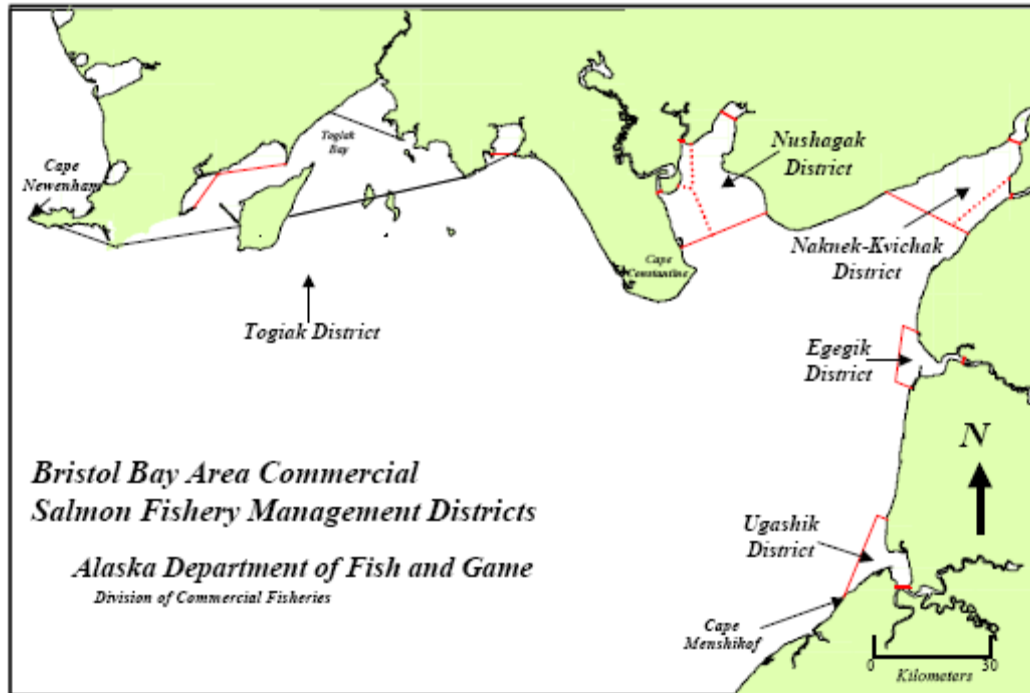 Togiak
Bay
Nushagak
District
Cape
Newenham
Naknek-Kvichak
District
Cape
Constantine
Togiak District
Egegik
District
N
Bristol Bay Area Commercial
Salmon Fishery Management Districts
Ugashik
District
Alaska Department of Fish and Game
Division of Commercial Fisheries
Cape
Menshikof
0 30
Kilometers